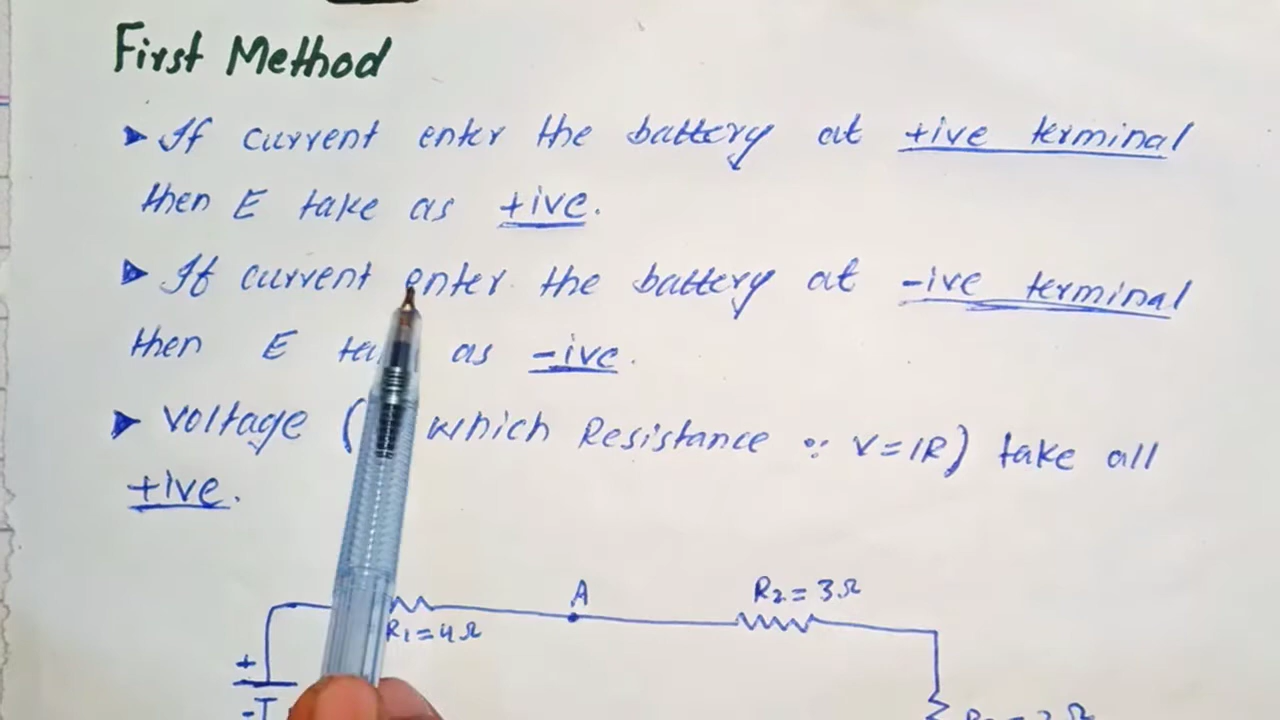 First Method
If current enter the battery at +ive terminal
then E take as +ive.
If current enter the battery at -ive terminal
then E as -ive.
Voltage ( which Resistance ∵ V=IR) take all
+ive.
A
R2=3Ω
R1=4Ω
+
-